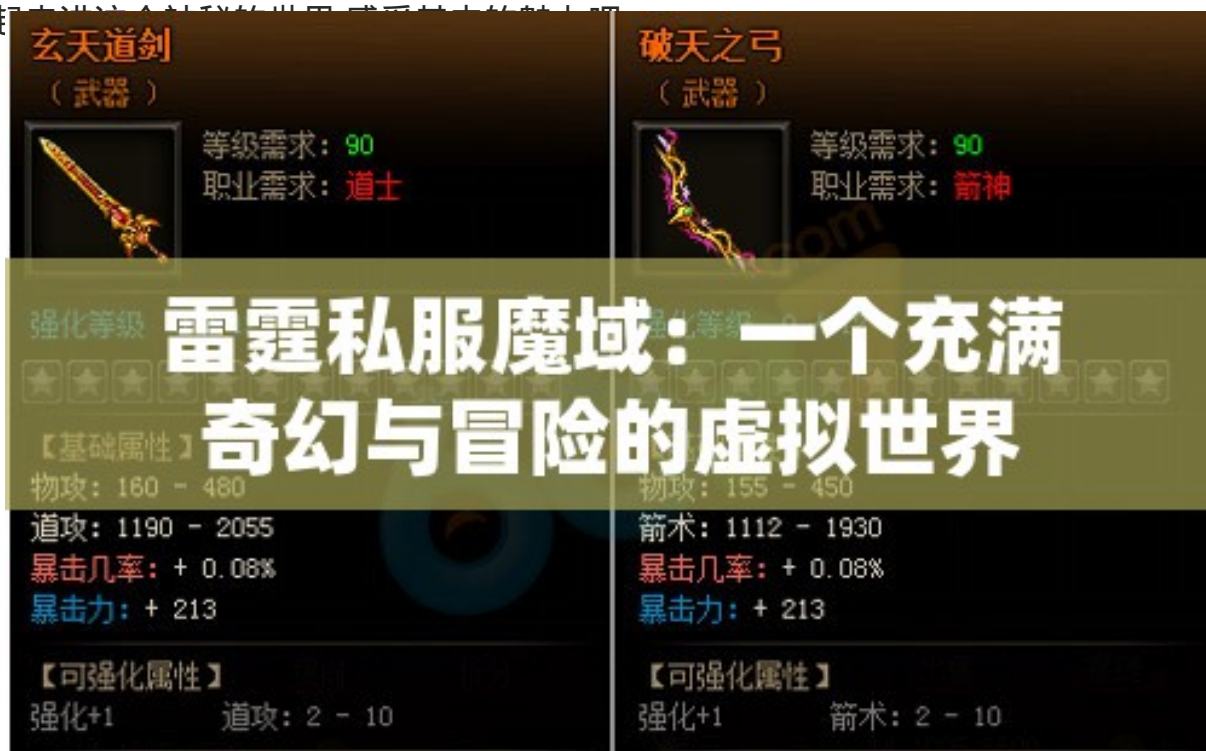 玄天道剑
（武器）
等级需求：90
职业需求：道士
强化等级
【基础属性】
物攻：160 - 480
道攻：1190 - 2055
暴击几率：+ 0.08%
暴击力：+ 213
【可强化属性】
强化+1 道攻：2 - 10
破天之弓
（武器）
等级需求：90
职业需求：箭神
强化等级
物攻：155 - 450
箭术：1112 - 1930
暴击几率：+ 0.08%
暴击力：+ 213
【可强化属性】
强化+1 箭术：2 - 10
雷霆私服魔域：一个充满
奇幻与冒险的虚拟世界
.com